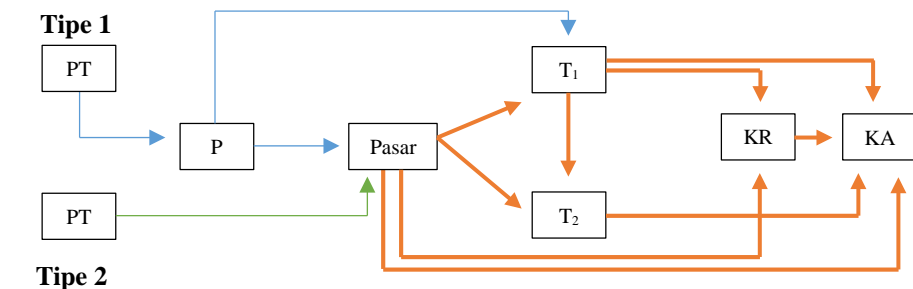 Tipe 1
PT
T₁
P
Pasar
KR
KA
PT
T₂
Tipe 2